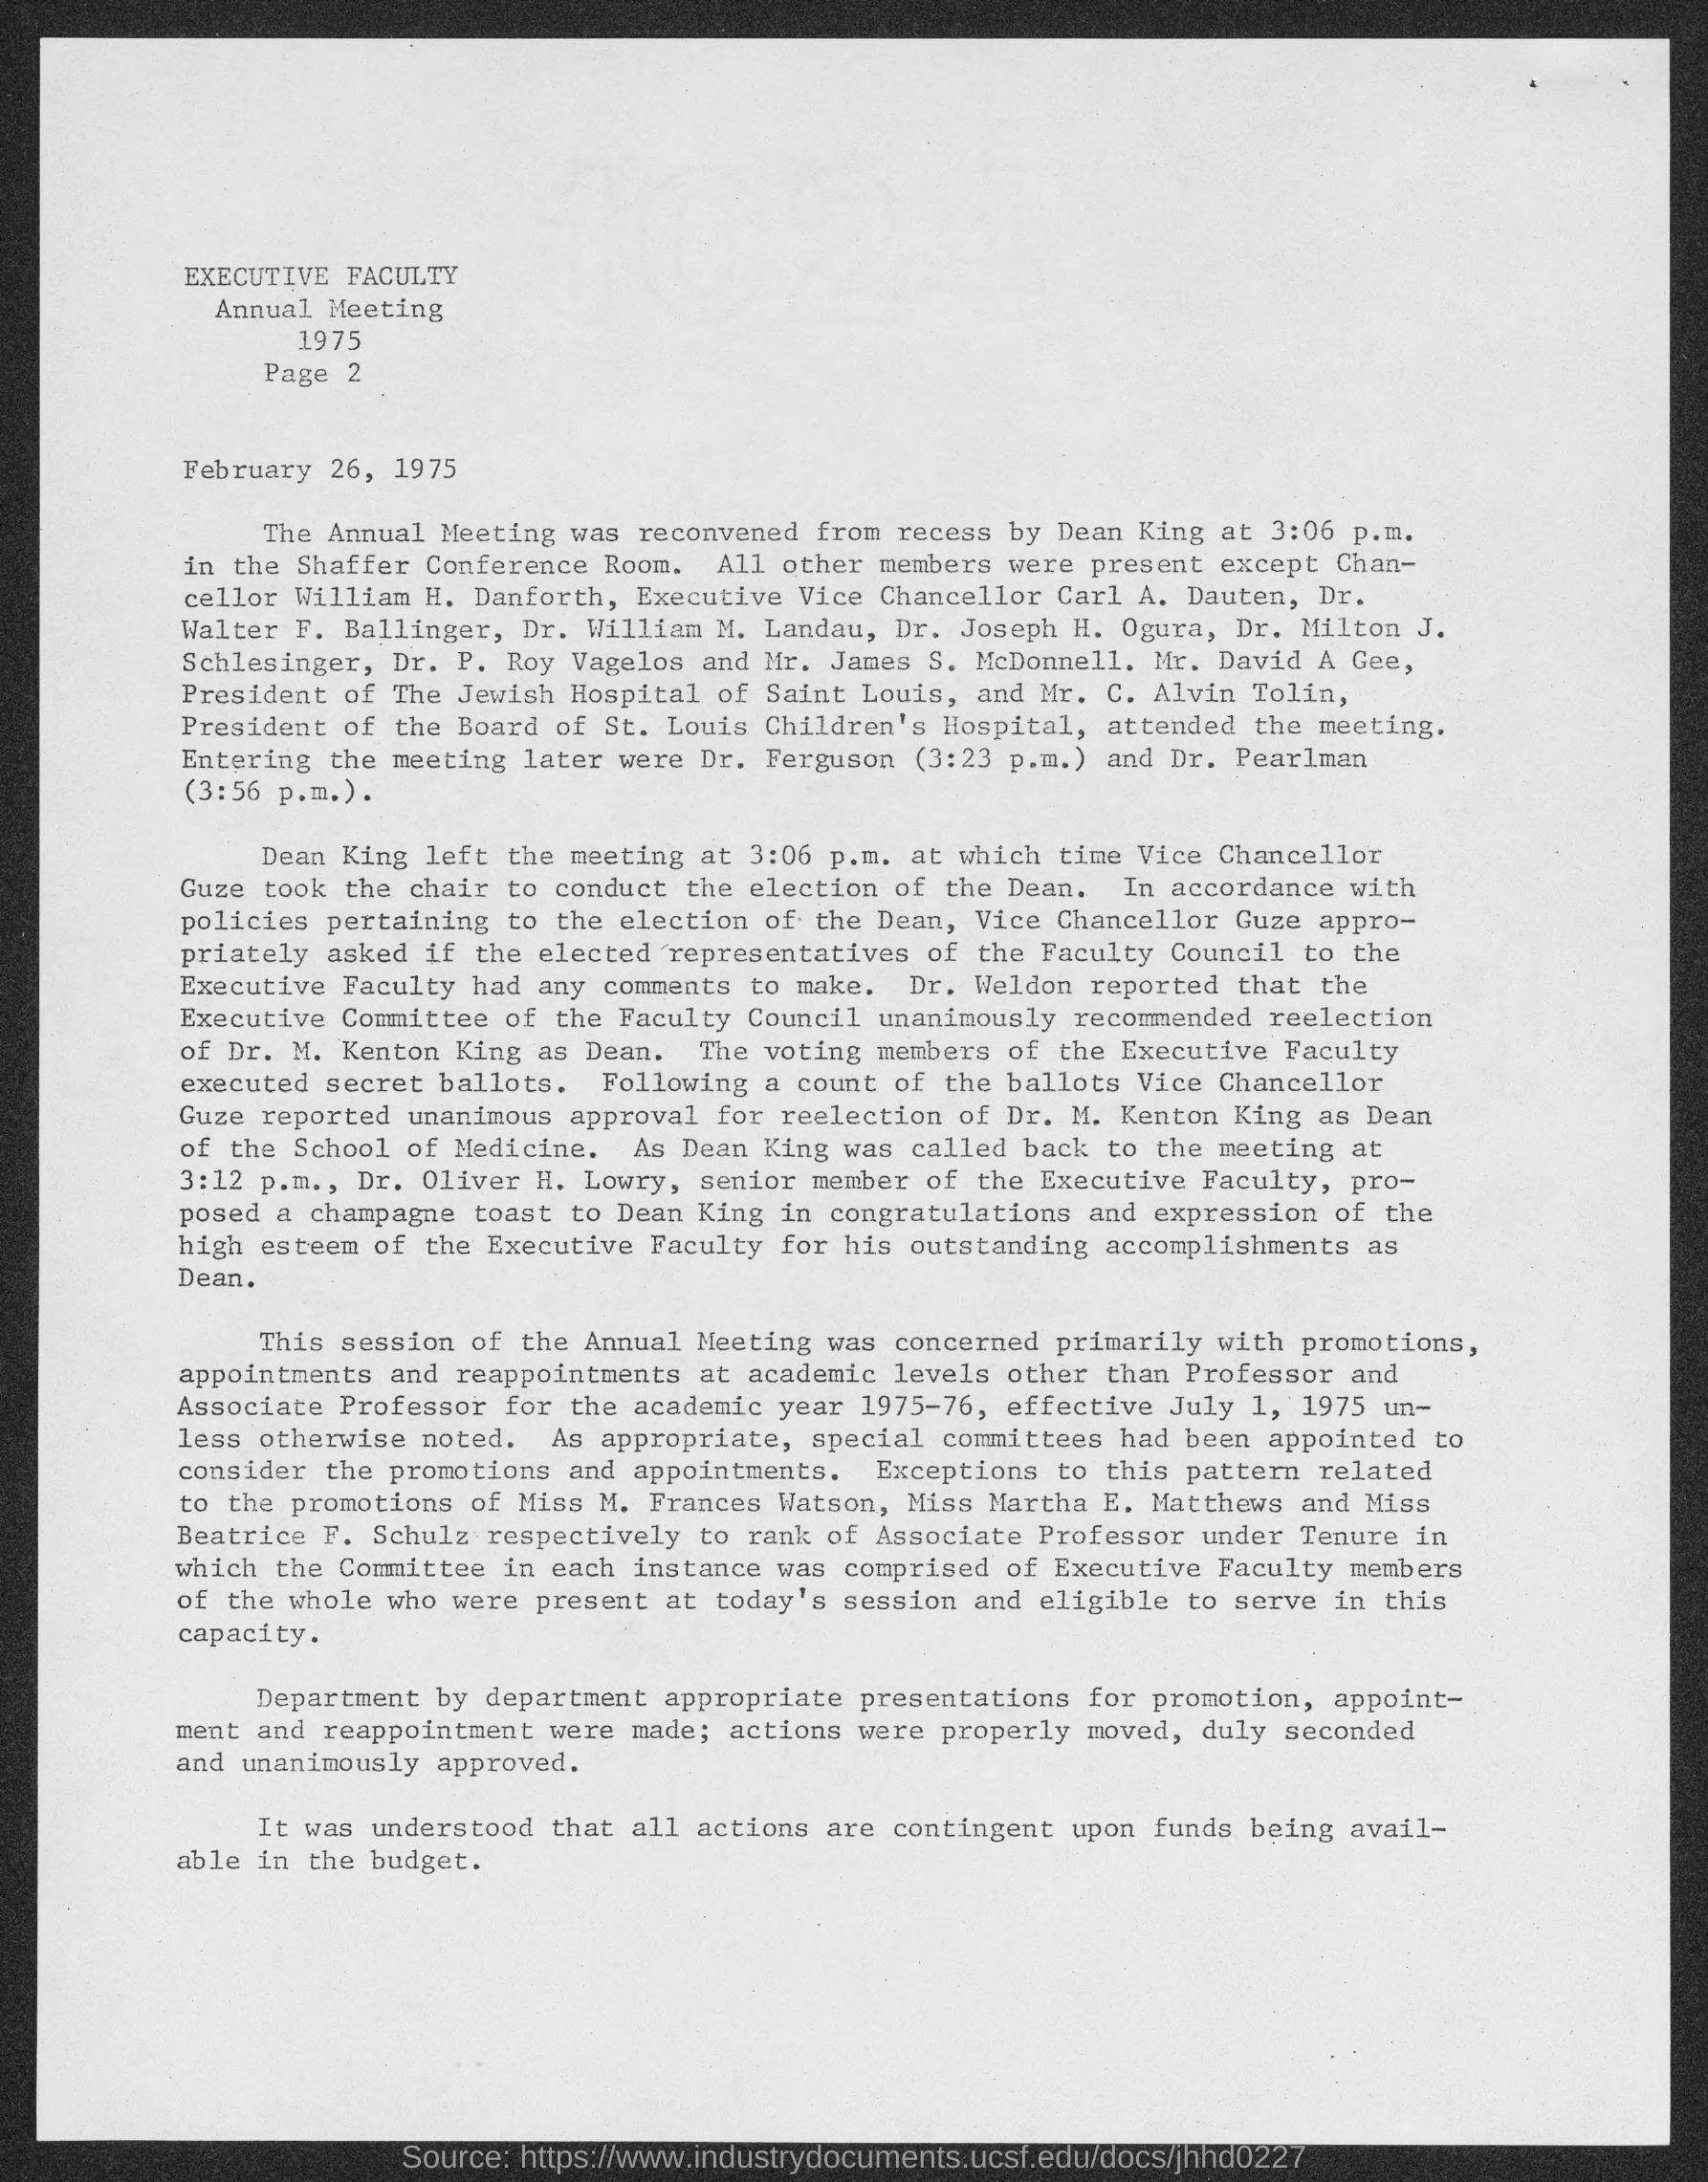 EXECUTIVE FACULTY
Annual Meeting
1975
Page 2
February 26, 1975
The Annual Meeting was reconvened from recess by Dean King at 3:06 p.m.
in the Shaffer Conference Room. All other members were present except Chan-
cellor William H. Danforth, Executive Vice Chancellor Carl A. Dauten, Dr.
Walter F. Ballinger, Dr. William M. Landau, Dr. Joseph H. Ogura, Dr. Milton J.
Schlesinger, Dr. P. Roy Vagelos and Mr. James S. McDonnell. Mr. David A Gee,
President of The Jewish Hospital of Saint Louis, and Mr. C. Alvin Tolin,
President of the Board of St. Louis Children's Hospital, attended the meeting.
Entering the meeting later were Dr. Ferguson (3:23 p.m.) and Dr. Pearlman
(3:56 p.m.).
Dean King left the meeting at 3:06 p.m. at which time Vice Chancellor
Guze took the chair to conduct the election of the Dean. In accordance with
policies pertaining to the election of the Dean, Vice Chancellor Guze appro-
priately asked if the elected representatives of the Faculty Council to the
Executive Faculty had any comments to make. Dr. Weldon reported that the
Executive Committee of the Faculty Council unanimously recommended reelection
of Dr. M. Kenton King as Dean. The voting members of the Executive Faculty
executed secret ballots. Following a count of the ballots Vice Chancellor
Guze reported unanimous approval for reelection of Dr. M. Kenton King as Dean
of the School of Medicine. As Dean King was called back to the meeting at
3:12 p.m., Dr. Oliver H. Lowry, senior member of the Executive Faculty, pro-
posed a champagne toast to Dean King in congratulations and expression of the
high esteem of the Executive Faculty for his outstanding accomplishments as
Dean.
This session of the Annual Meeting was concerned primarily with promotions,
appointments and reappointments at academic levels other than Professor and
Associate Professor for the academic year 1975-76, effective July 1, 1975 un-
less otherwise noted. As appropriate, special committees had been appointed to
consider the promotions and appointments. Exceptions to this pattern related
to the promotions of Miss M. Frances Watson, Miss Martha E. Matthews and Miss
Beatrice F. Schulz respectively to rank of Associate Professor under Tenure in
which the Committee in each instance was comprised of Executive Faculty members
of the whole who were present at today's session and eligible to serve in this
capacity.
Department by department appropriate presentations for promotion, appoint-
ment and reappointment were made; actions were properly moved, duly seconded
and unanimously approved.
It was understood that all actions are contingent upon funds being avail-
able in the budget.
Source: https://www.industrydocuments.ucsf.edu/docs/jhhd0227